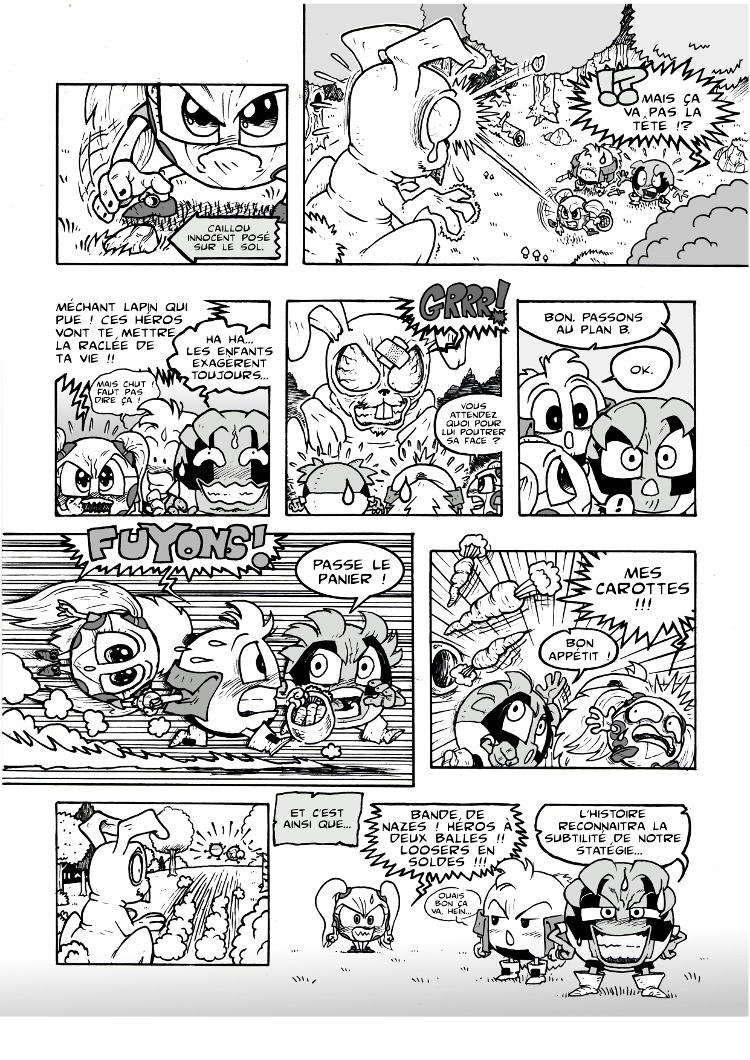 CAILLOU
INNOCENT POSÉ
SUR LE SOL.
!?
MAIS ÇA
VA PAS LA
TÊTE !?
MÉCHANT LAPIN QUI
PUE ! CES HÉROS
VONT TE METTRE
LA RACLÉE DE
TA VIE !!
MAIS CHUT !
FAUT PAS
DIRE ÇA !
HA HA...
LES ENFANTS
EXAGÈRENT
TOUJOURS...
GRRR!
VOUS
ATTENDEZ
QUOI POUR
LUI POUTRER
SA FACE ?
BON. PASSONS
AU PLAN B.
OK.
FUYONS!
PASSE LE
PANIER !
MES
CAROTTES
!!!
BON
APPÉTIT !
ET C'EST
AINSI QUE...
BANDE DE
NAZES ! HÉROS À
DEUX BALLES !!
LOOSERS EN
SOLDES !!!
OUAIS
BON ÇA
VA, HEIN...
L'HISTOIRE
RECONNAITRA LA
SUBTILITÉ DE NOTRE
STATÉGIE...